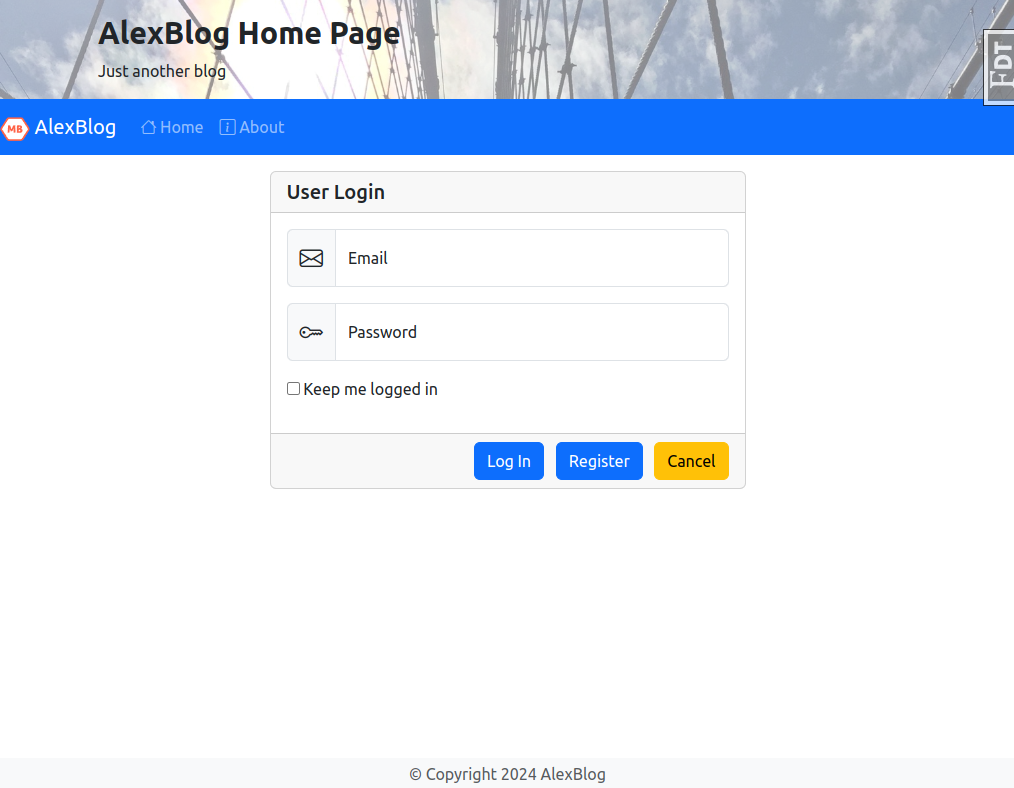 AlexBlog Home Page
Just another blog
FDT
MB AlexBlog Home About
User Login
Email
Password
Keep me logged in
Log In Register Cancel
© Copyright 2024 AlexBlog